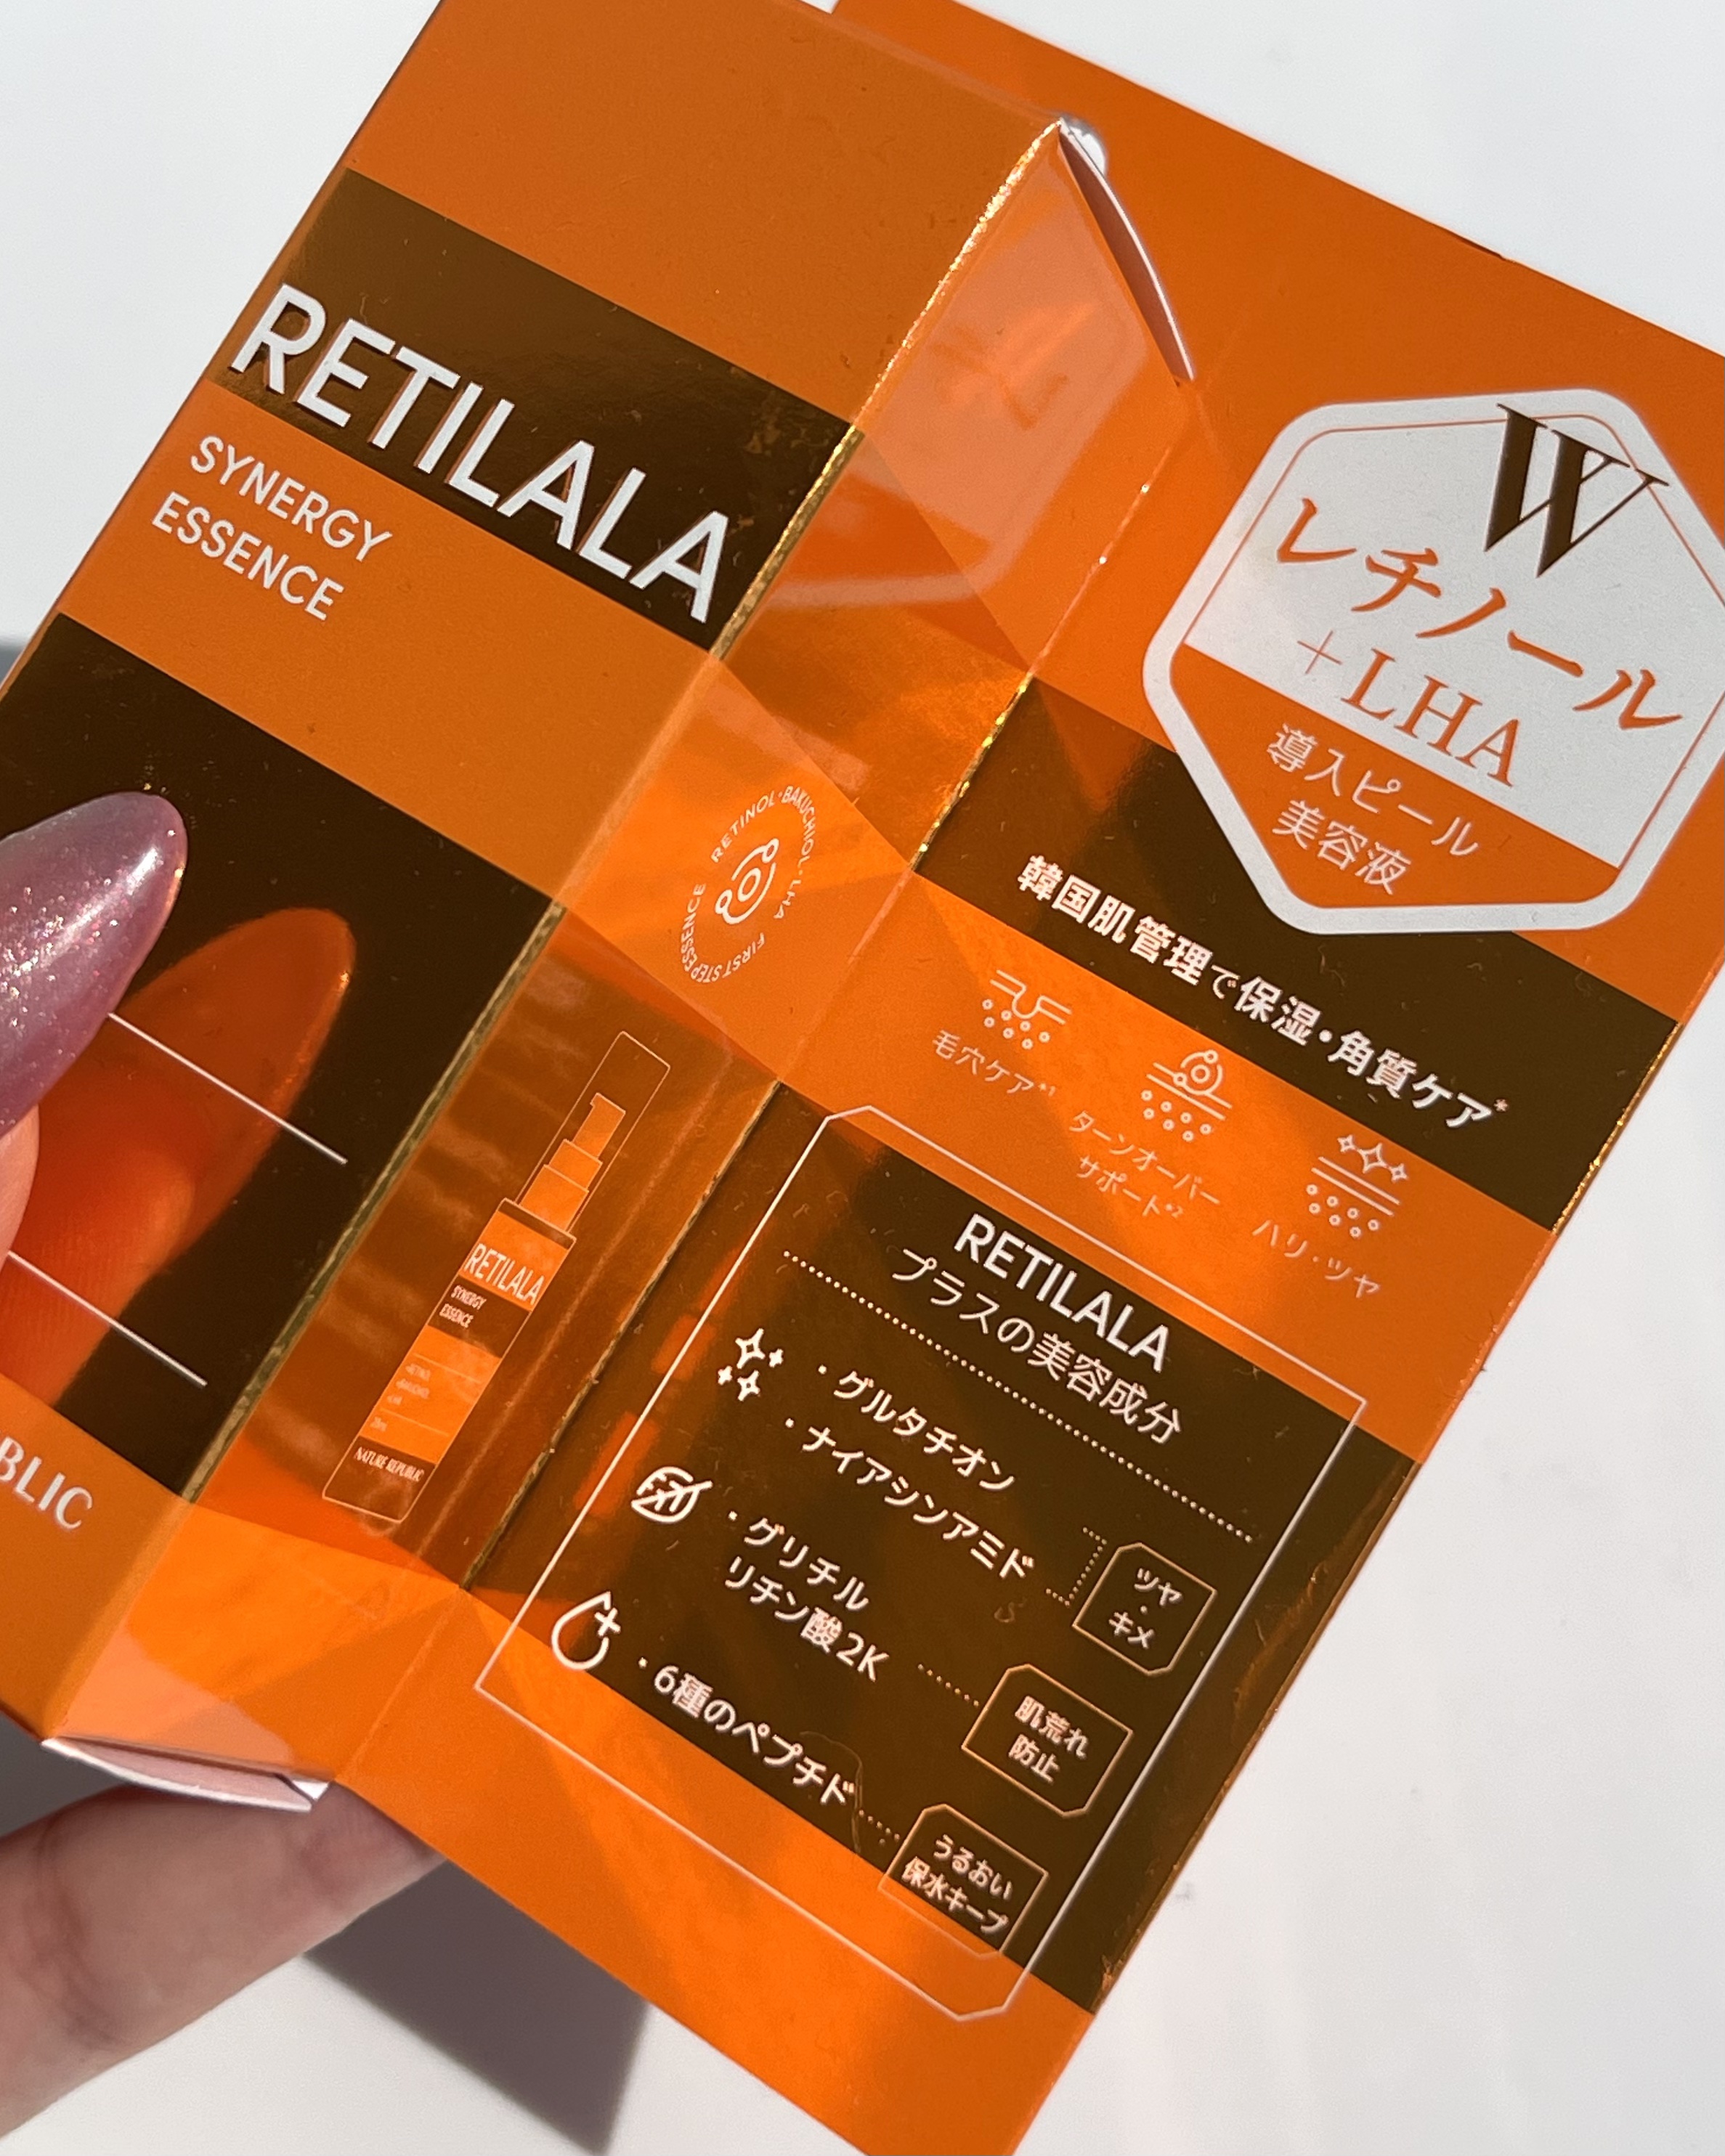 RETILALA
SYNERGY
ESSENCE
BLIC
RETINOL・BAKUCHIOL・LHA
FIRST STEP ESSENCE
RETILALA
SYNERGY
ESSENCE
NATURE REPUBLIC
W
レチノール
+LHA
導入ピール
美容液
韓国肌管理で保湿・角質ケア*
毛穴ケア*1
ターンオーバー
サポート*2
ハリ・ツヤ
RETILALA
プラスの美容成分
・グルタチオン
・ナイアシンアミド
ツヤ
・
キメ
・グリチル
リチン酸2K
肌荒れ
防止
・6種のペプチド
うるおい
保水キープ